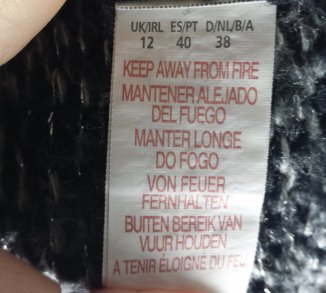 UK/IRL ES/PT D/NL/B/A
12 40 38
KEEP AWAY FROM FIRE
MANTENER ALEJADO
DEL FUEGO
MANTER LONGE
DO FOGO
VON FEUER
FERNHALTEN
BUITEN BEREIK VAN
VUUR HOUDEN
A TENIR ÉLOIGNÉ DU FEU